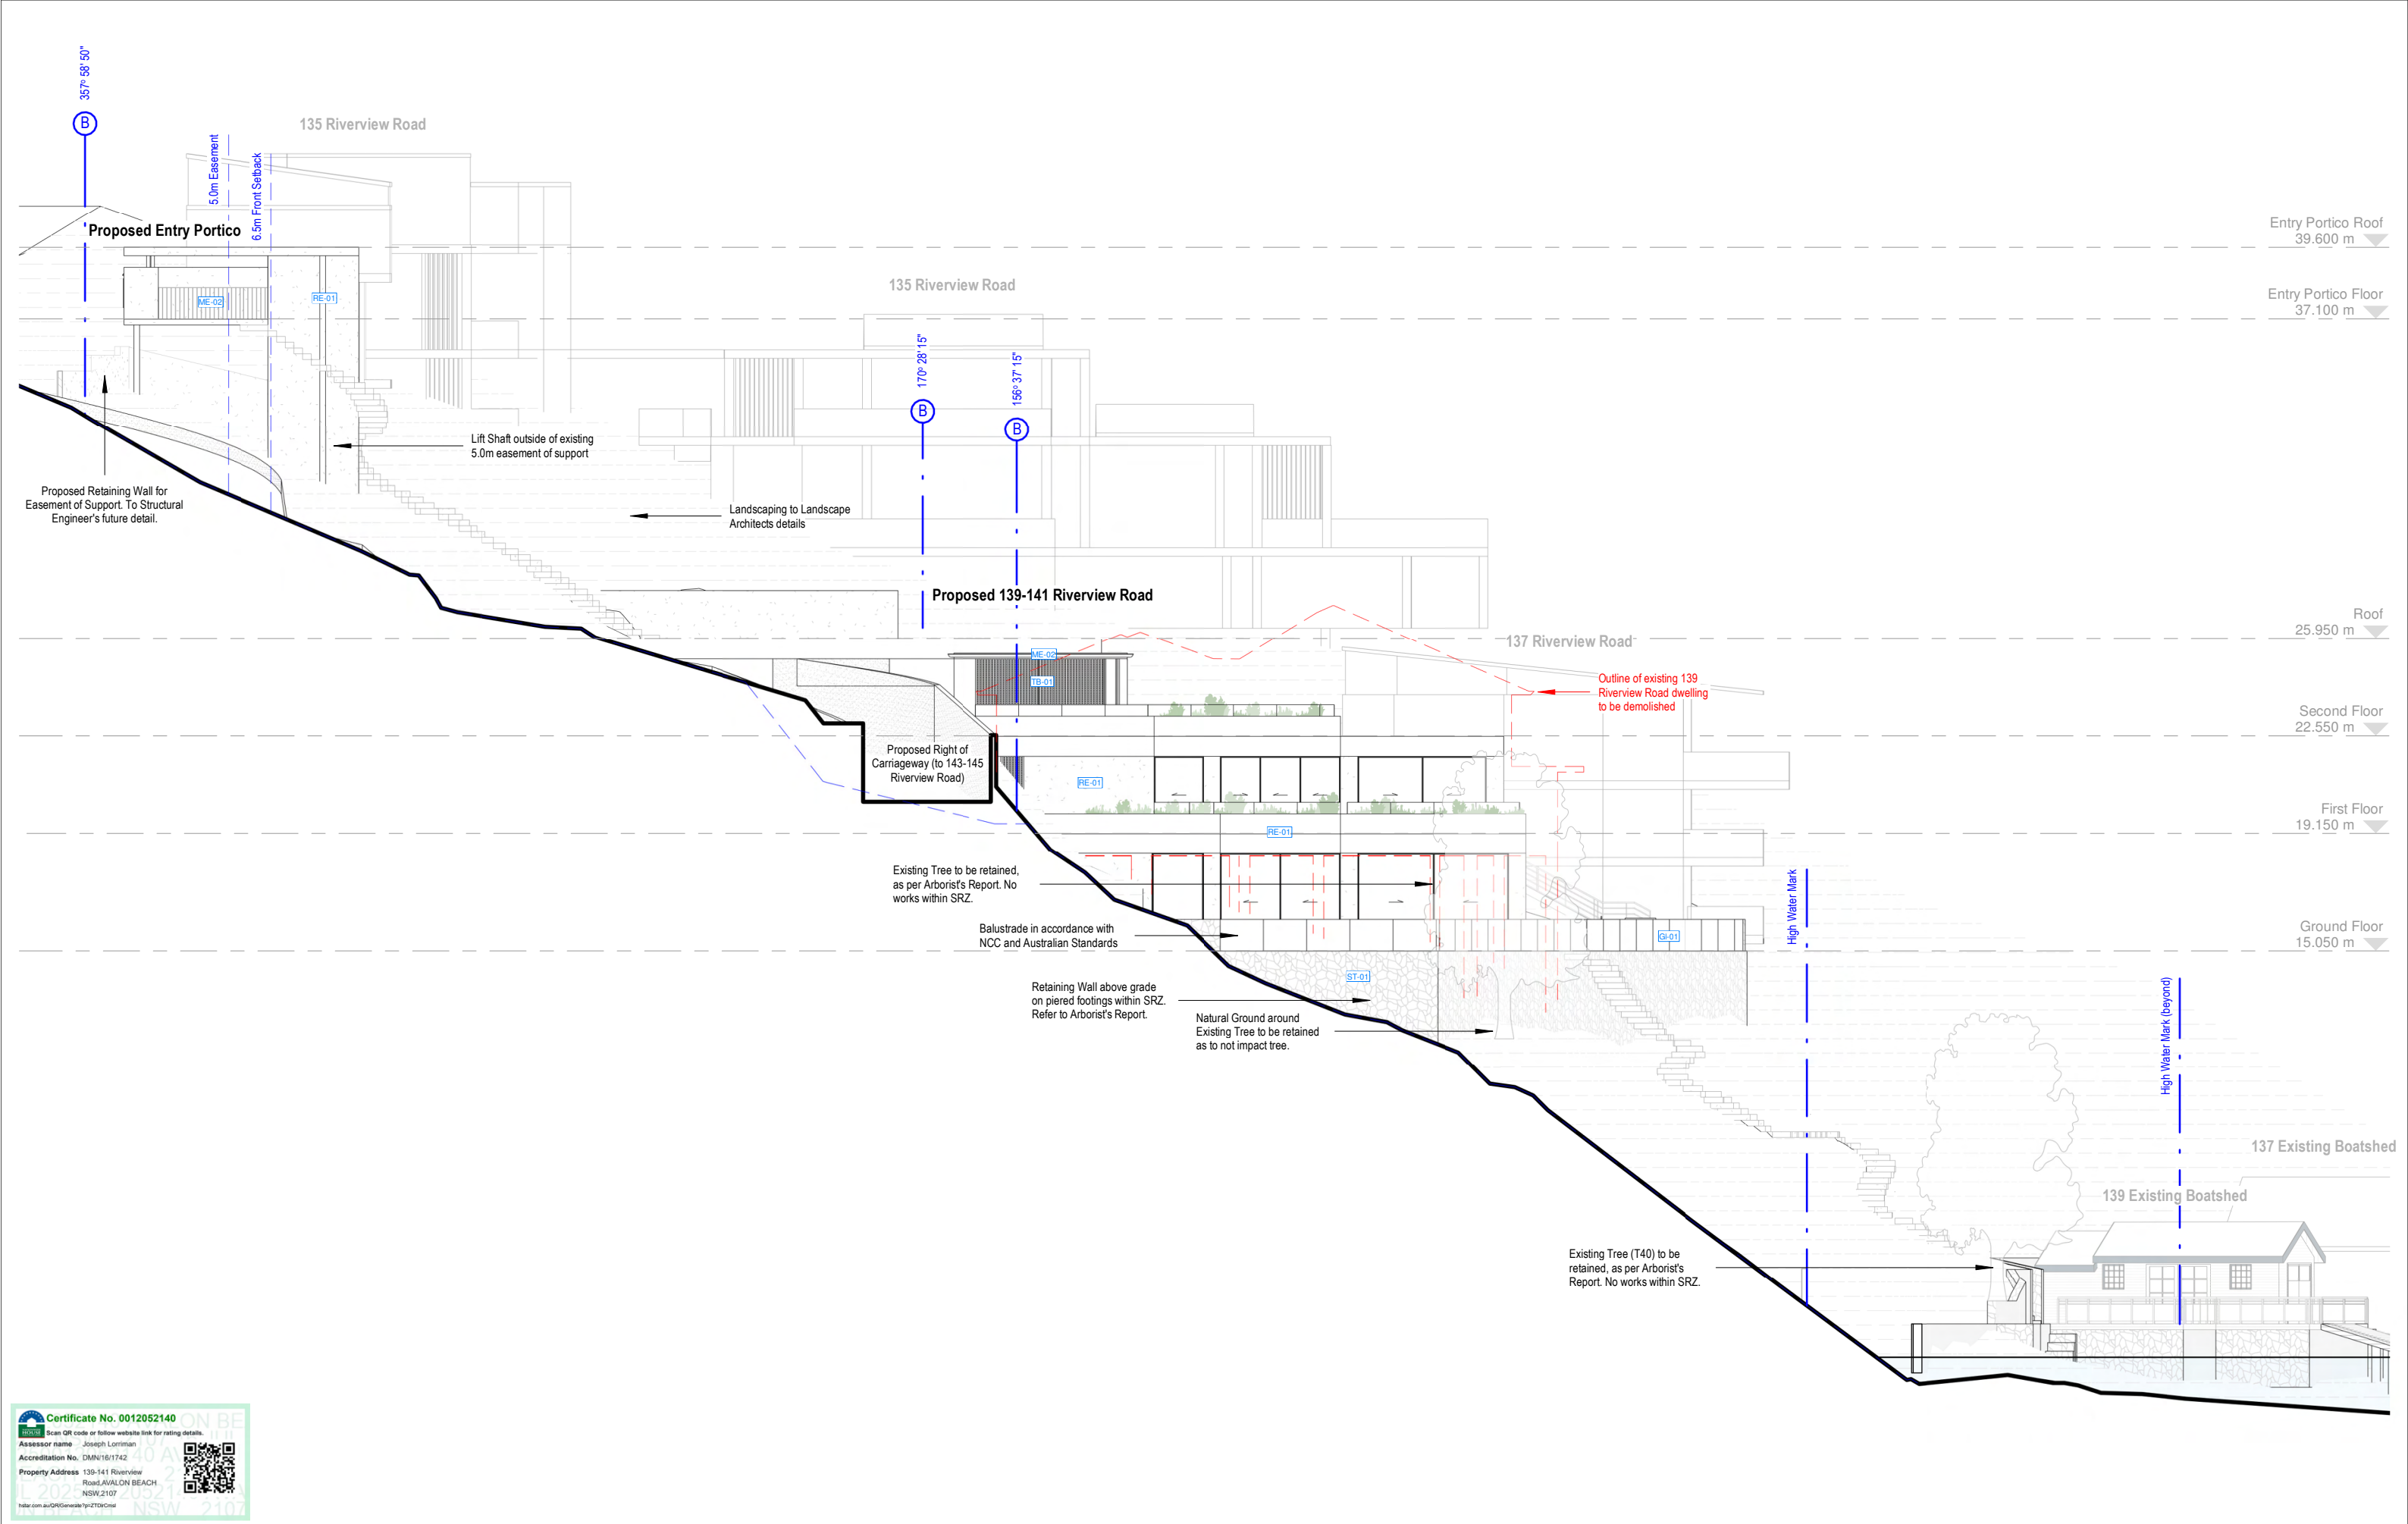 357° 58' 50"
B
135 Riverview Road
5.0m Easement
6.5m Front Setback
Proposed Entry Portico
Entry Portico Roof
39.600 m
ME-02
RE-01
135 Riverview Road
Entry Portico Floor
37.100 m
170° 28' 15"
156° 37' 15"
B
B
Lift Shaft outside of existing
5.0m easement of support
Proposed Retaining Wall for
Easement of Support. To Structural
Engineer's future detail.
Landscaping to Landscape
Architects details
Proposed 139-141 Riverview Road
Roof
25.950 m
137 Riverview Road
ME-02
TB-01
Outline of existing 139
Riverview Road dwelling
to be demolished
Second Floor
22.550 m
Proposed Right of
Carriageway (to 143-145
Riverview Road)
RE-01
First Floor
19.150 m
RE-01
Existing Tree to be retained,
as per Arborist's Report. No
works within SRZ.
High Water Mark
Balustrade in accordance with
NCC and Australian Standards
GI-01
Ground Floor
15.050 m
ST-01
Retaining Wall above grade
on piered footings within SRZ.
Refer to Arborist's Report.
Natural Ground around
Existing Tree to be retained
as to not impact tree.
High Water Mark (beyond)
137 Existing Boatshed
139 Existing Boatshed
Existing Tree (T40) to be
retained, as per Arborist's
Report. No works within SRZ.
Certificate No. 0012052140
Scan QR code or follow website link for rating details.
Assessor name Joseph Lorriman
Accreditation No. DMN/16/1742
Property Address 139-141 Riverview
Road,AVALON BEACH
NSW,2107